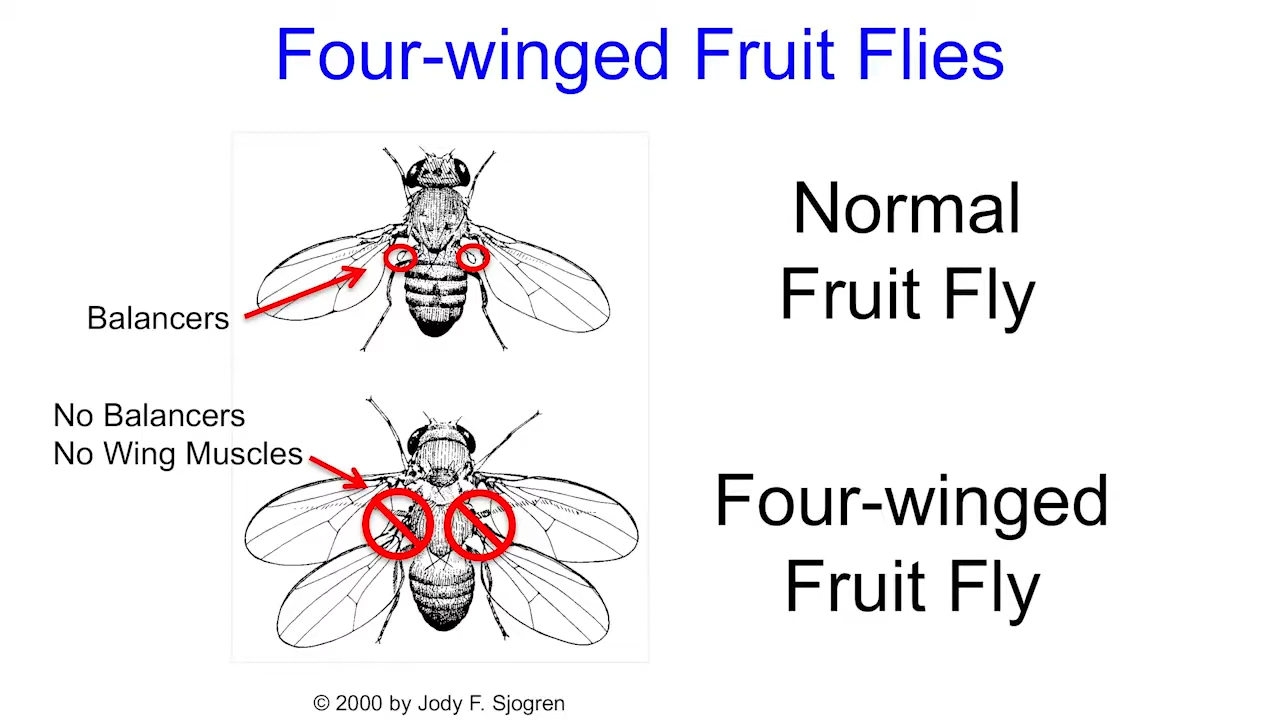 Four-winged Fruit Flies
Normal
Fruit Fly
Balancers
No Balancers
No Wing Muscles
Four-winged
Fruit Fly
© 2000 by Jody F. Sjogren